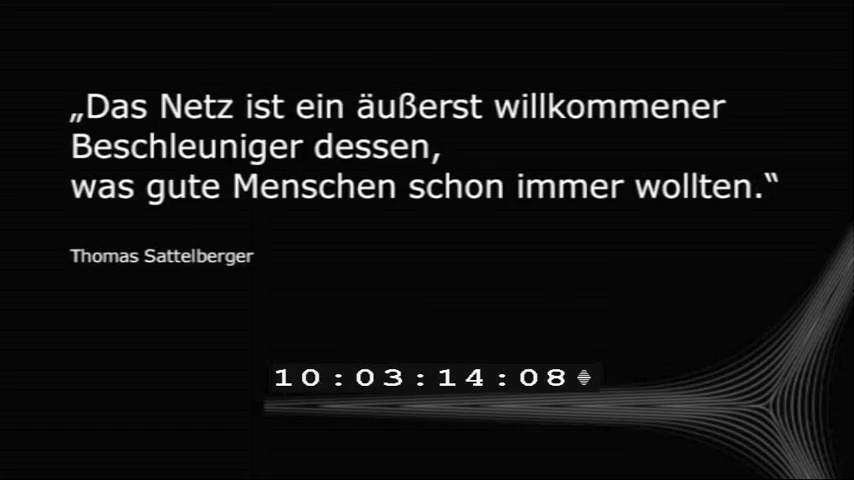 „Das Netz ist ein äußerst willkommener
Beschleuniger dessen,
was gute Menschen schon immer wollten.“
Thomas Sattelberger
10:03:14:08